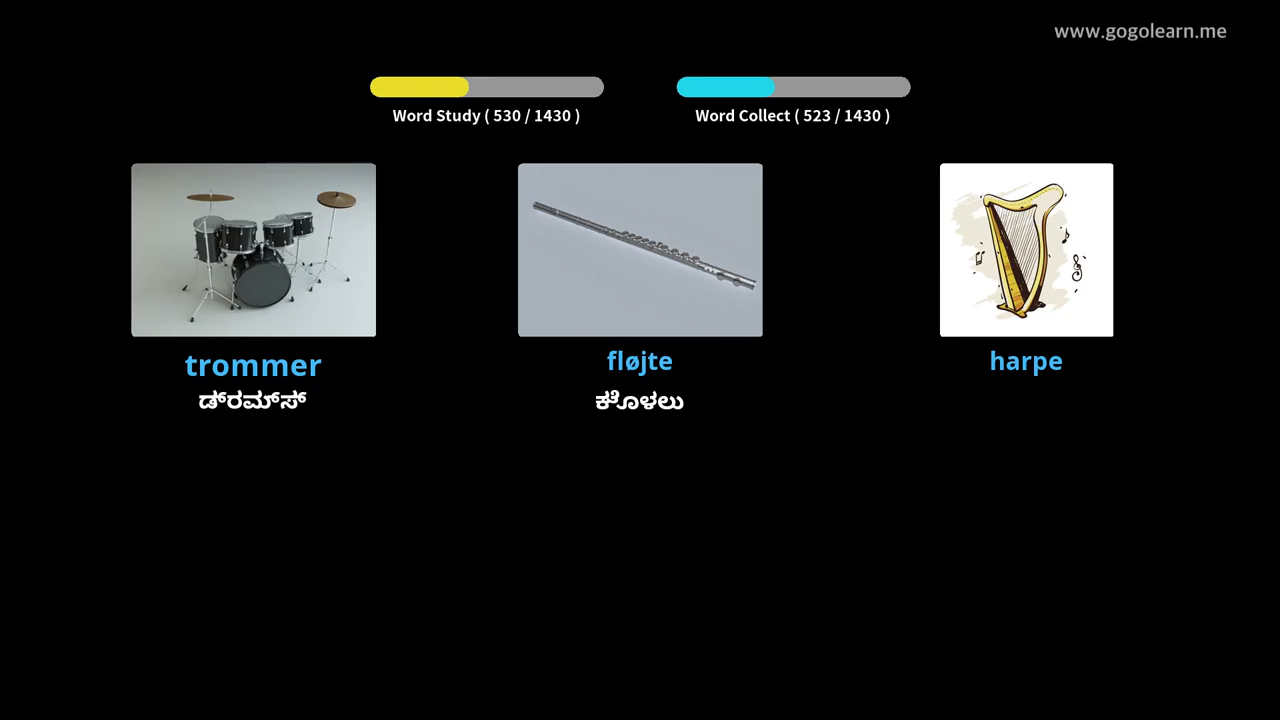 www.gogolearn.me
Word Study ( 530 / 1430 )
Word Collect ( 523 / 1430 )
trommer
fløjte
harpe
ಡ್ರಮ್ಸ್
ಕೊಳಲು